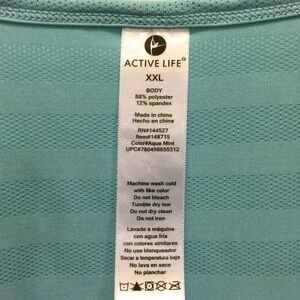 ACTIVE LIFE
XXL
BODY
88% polyester
12% spandex
Made in china
Hecho en china
RN#144527
Item#148715
Color#Aqua Mint
UPC#780456655312
Machine wash cold
with like color
Do not bleach
Tumble dry low
Do not dry clean
Do not iron
Lavado a máquina
con agua fria
con colores similares
No use blanqueador
Secar a temperatura baja
No lava en seco
No planchar